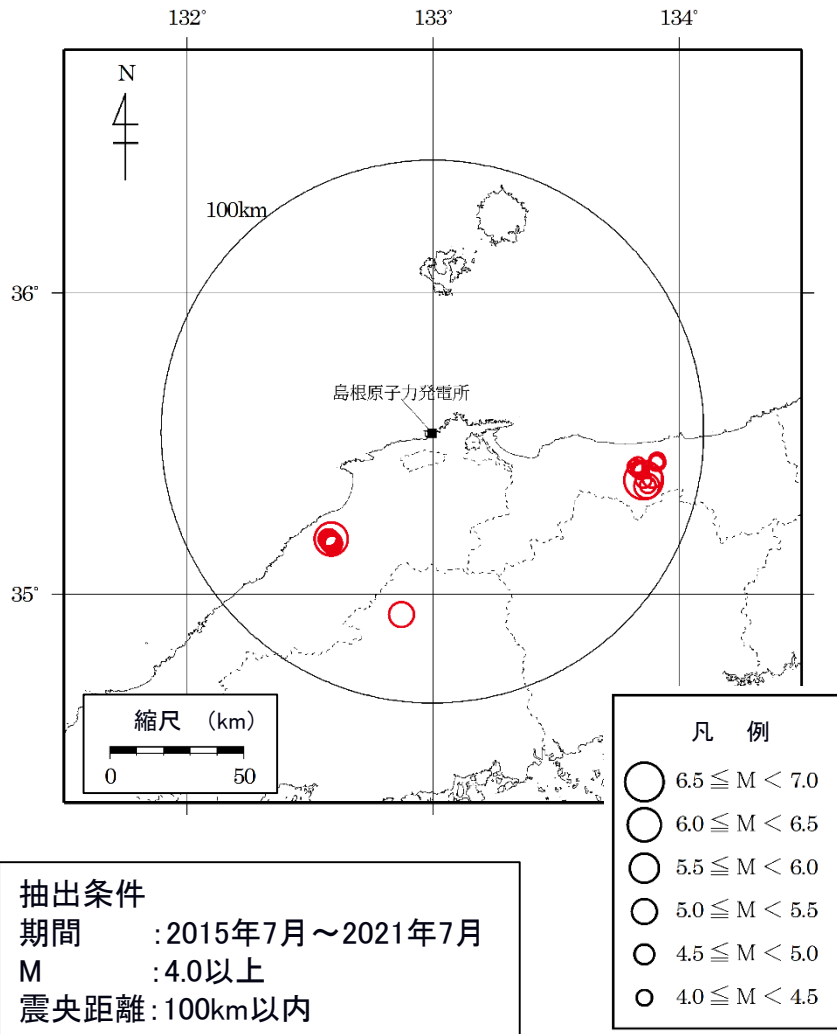 132° 133° 134°
N
100km
36°
島根原子力発電所
35°
縮尺 (km)
0 50
凡 例
6.5 ≦ M < 7.0
6.0 ≦ M < 6.5
5.5 ≦ M < 6.0
5.0 ≦ M < 5.5
4.5 ≦ M < 5.0
4.0 ≦ M < 4.5
抽出条件
期間 :2015年7月~2021年7月
M :4.0以上
震央距離:100km以内